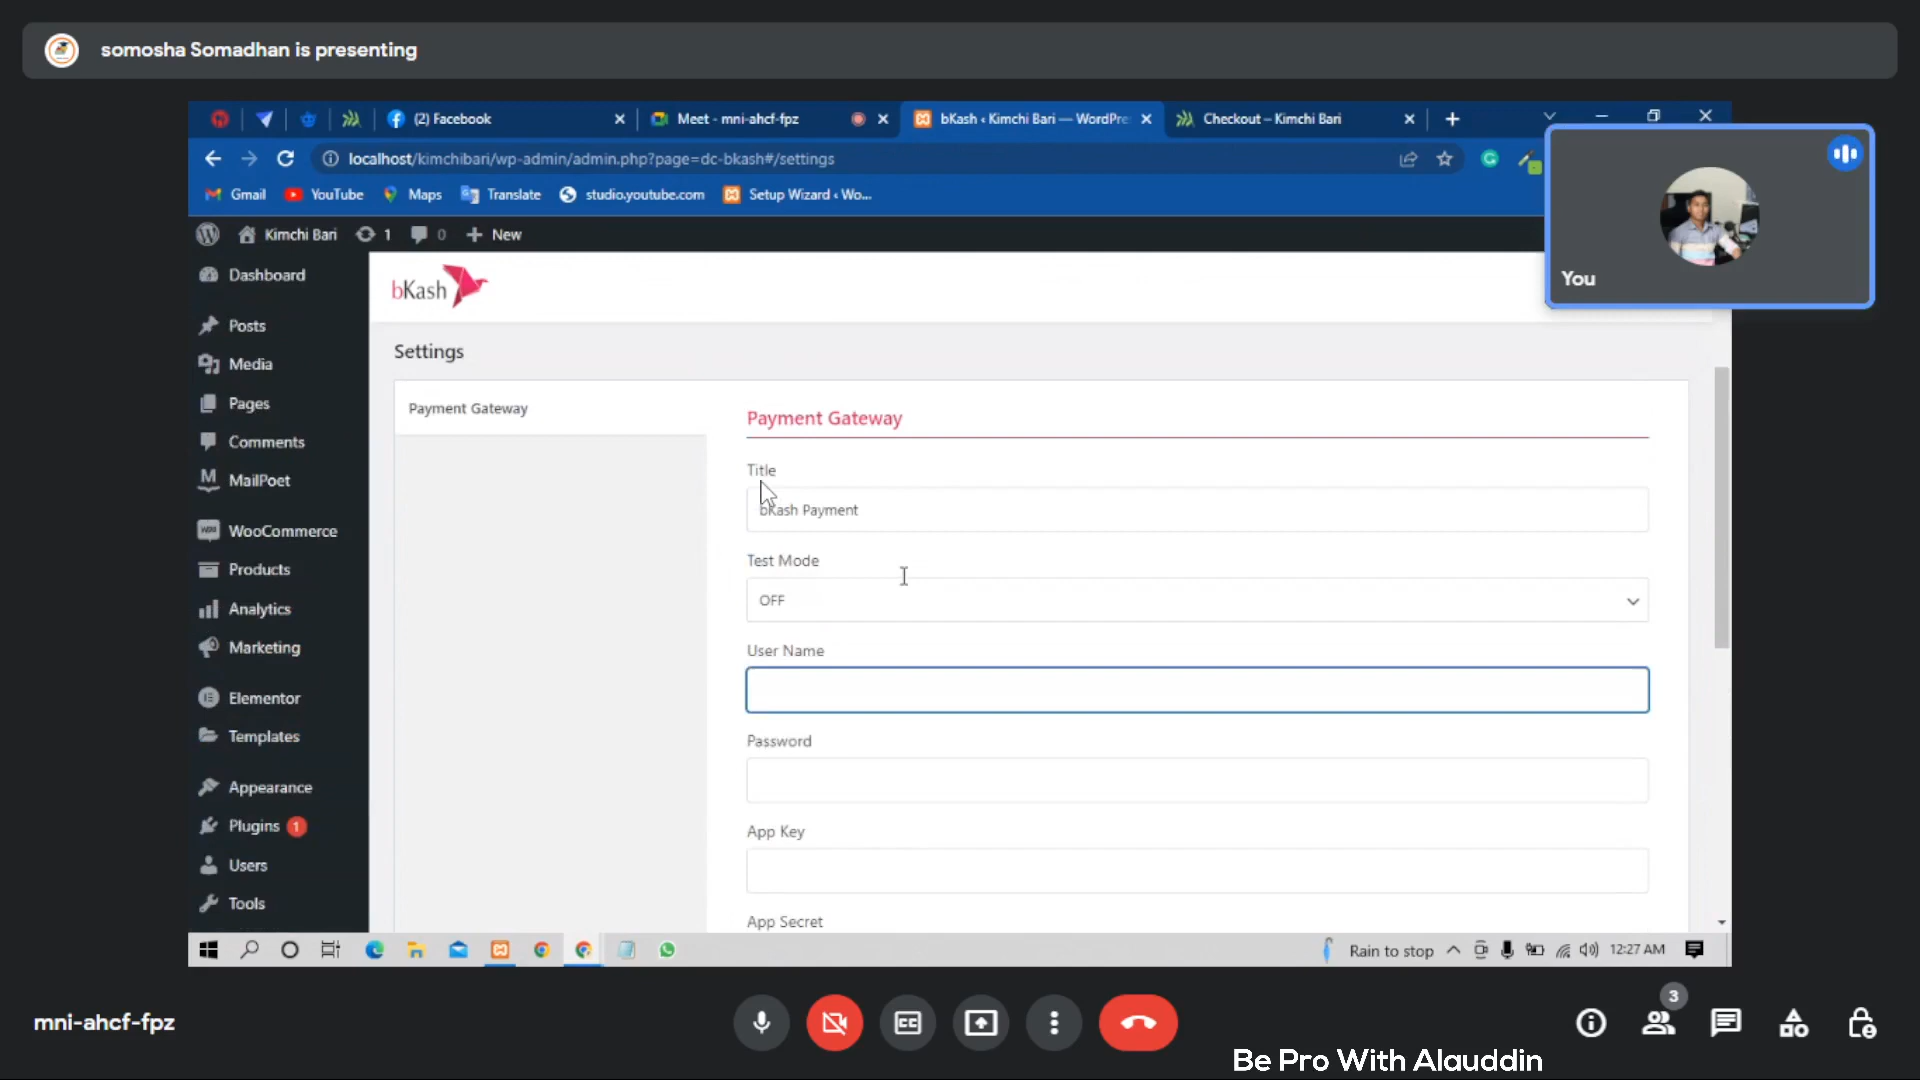 somosha Somadhan is presenting
(2) Facebook
Meet - mni-ahcf-fpz
bKash ‹ Kimchi Bari — WordPre
Checkout – Kimchi Bari
localhost/kimchibari/wp-admin/admin.php?page=dc-bkash#/settings
Gmail
YouTube
Maps
Translate
studio.youtube.com
Setup Wizard ‹ Wo...
You
Kimchi Bari
1
0
New
Dashboard
Posts
Media
Pages
Comments
MailPoet
WooCommerce
Products
Analytics
Marketing
Elementor
Templates
Appearance
Plugins 1
Users
Tools
bKash
Settings
Payment Gateway
Payment Gateway
Title
bKash Payment
Test Mode
OFF
User Name
Password
App Key
App Secret
Rain to stop
12:27 AM
mni-ahcf-fpz
3
Be Pro With Alauddin